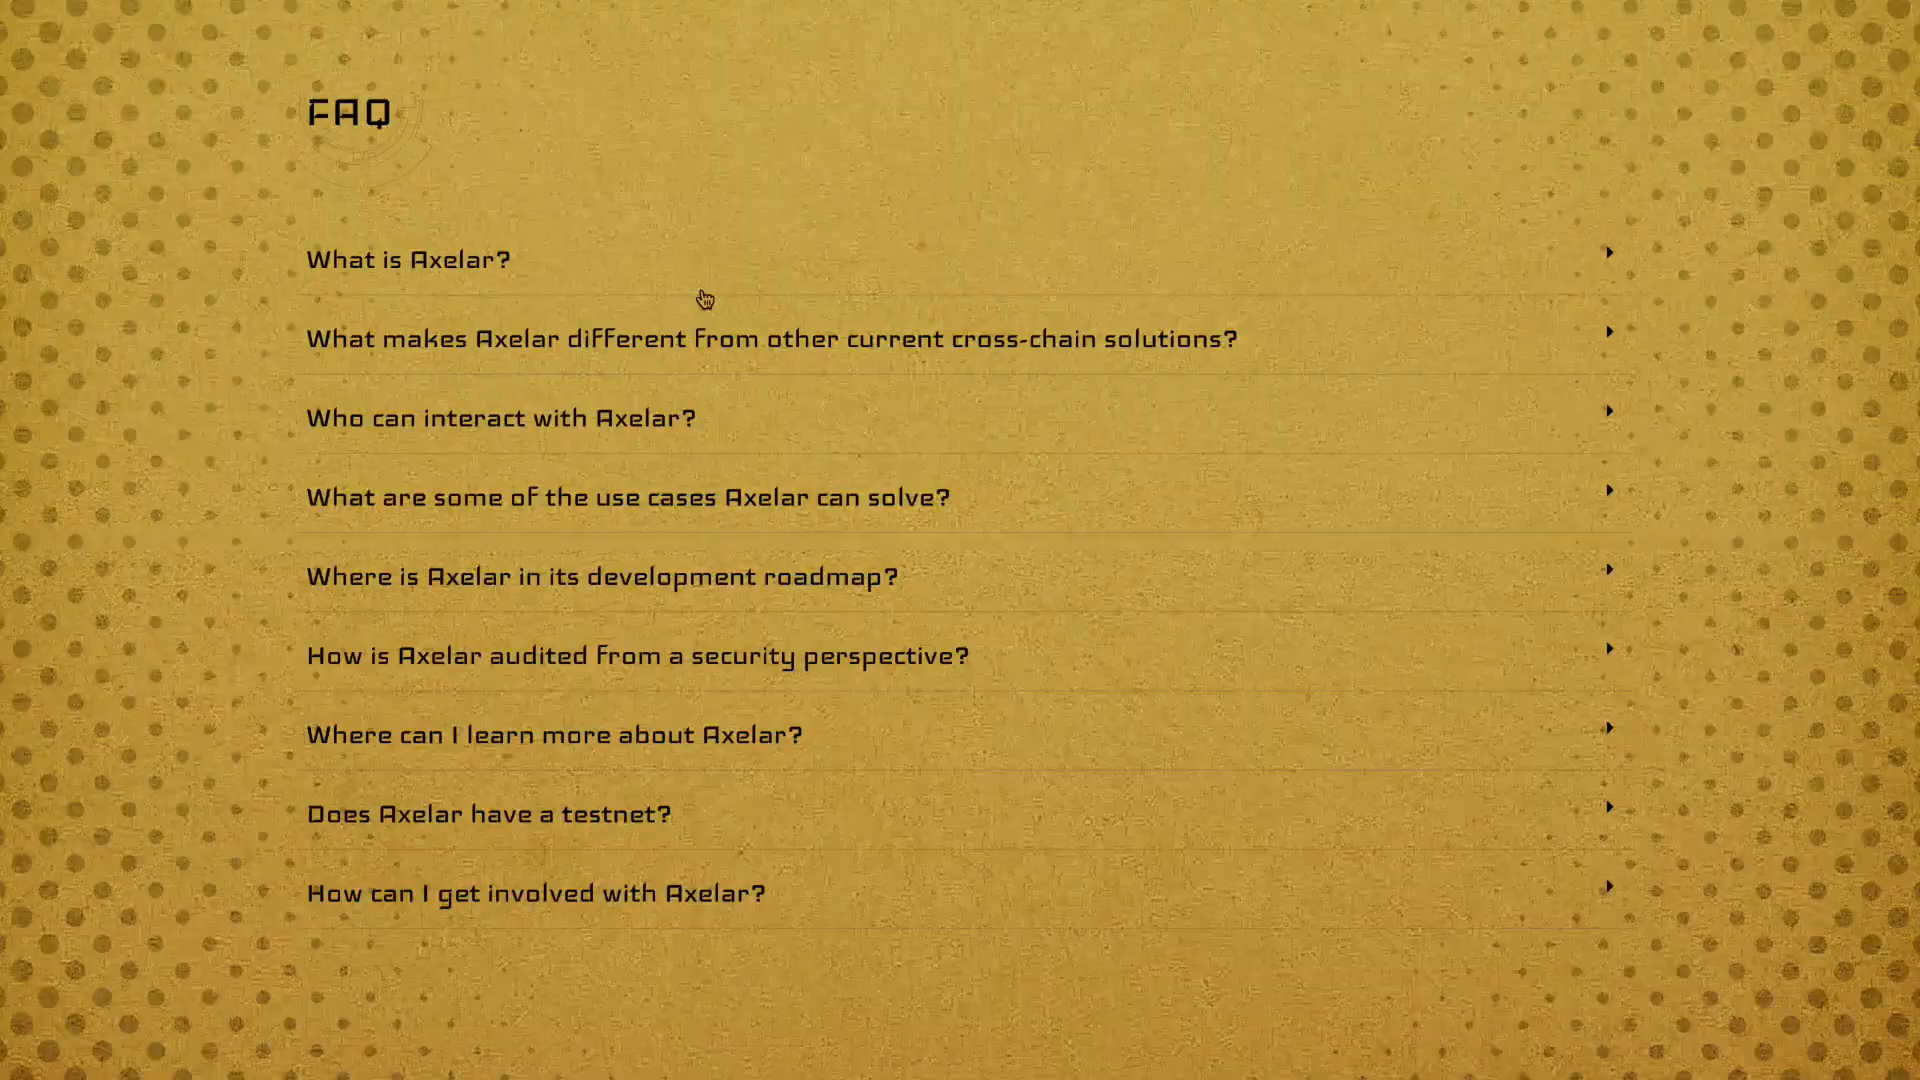 FAQ
What is Axelar?
What makes Axelar different from other current cross-chain solutions?
Who can interact with Axelar?
What are some of the use cases Axelar can solve?
Where is Axelar in its development roadmap?
How is Axelar audited from a security perspective?
Where can I learn more about Axelar?
Does Axelar have a testnet?
How can I get involved with Axelar?